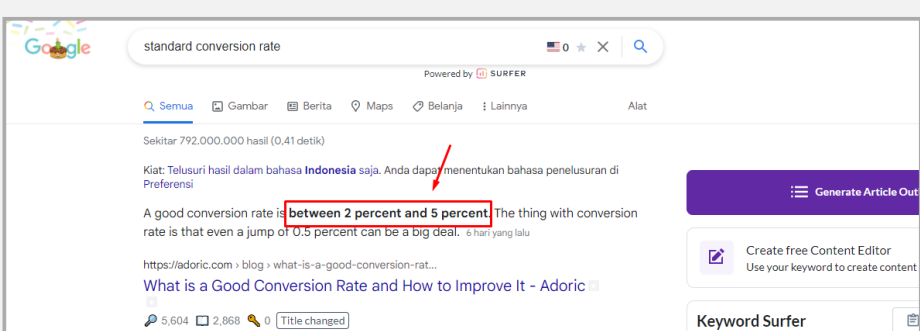 Google
standard conversion rate 0
Powered by SURFER
Semua Gambar Berita Maps Belanja Lainnya Alat
Sekitar 792.000.000 hasil (0,41 detik)
Kiat: Telusuri hasil dalam bahasa Indonesia saja. Anda dapat menentukan bahasa penelusuran di
Preferensi
A good conversion rate is between 2 percent and 5 percent. The thing with conversion
rate is that even a jump of 0.5 percent can be a big deal. 6 hari yang lalu
https://adoric.com › blog › what-is-a-good-conversion-rat...
What is a Good Conversion Rate and How to Improve It - Adoric
5,604 2,868 0 Title changed
Generate Article Out
Create free Content Editor
Use your keyword to create content
Keyword Surfer